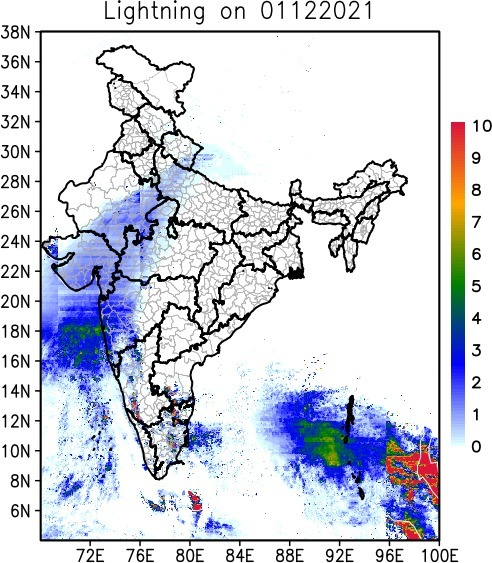 Lightning on 01122021
38N
36N
34N
32N
30N
28N
26N
24N
22N
20N
18N
16N
14N
12N
10N
8N
6N
72E 76E 80E 84E 88E 92E 96E 100E
10
9
8
7
6
5
4
3
2
1
0